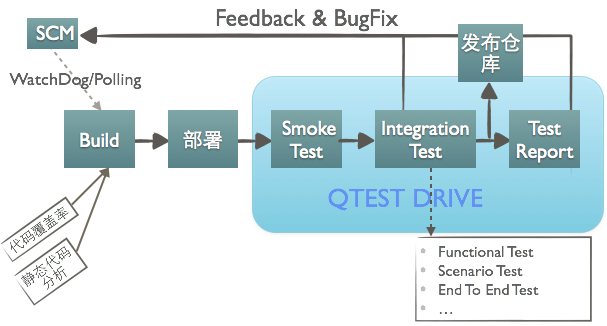 Feedback & BugFix
SCM
发布仓
库
WatchDog/Polling
Build
部署
Smoke
Test
Integration
Test
Test
Report
QTEST DRIVE
代码覆盖率
静态代码
分析
• Functional Test
• Scenario Test
• End To End Test
• …